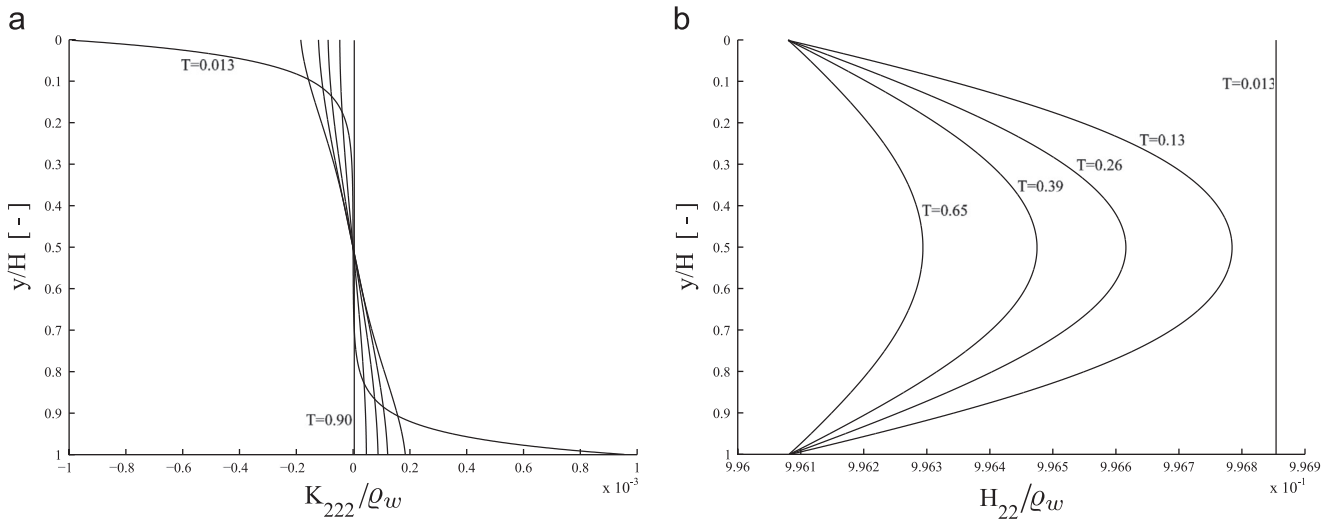 a
0
0.1
0.2
0.3
0.4
0.5
0.6
0.7
0.8
0.9
1
y/H [ - ]
T=0.013
T=0.90
−1 −0.8 −0.6 −0.4 −0.2 0 0.2 0.4 0.6 0.8 1
x 10⁻³
K₂₂₂/ϱw
b
0
0.1
0.2
0.3
0.4
0.5
0.6
0.7
0.8
0.9
1
y/H [ - ]
T=0.013
T=0.13
T=0.26
T=0.39
T=0.65
9.96 9.961 9.962 9.963 9.964 9.965 9.966 9.967 9.968 9.969
x 10⁻¹
H₂₂/ϱw